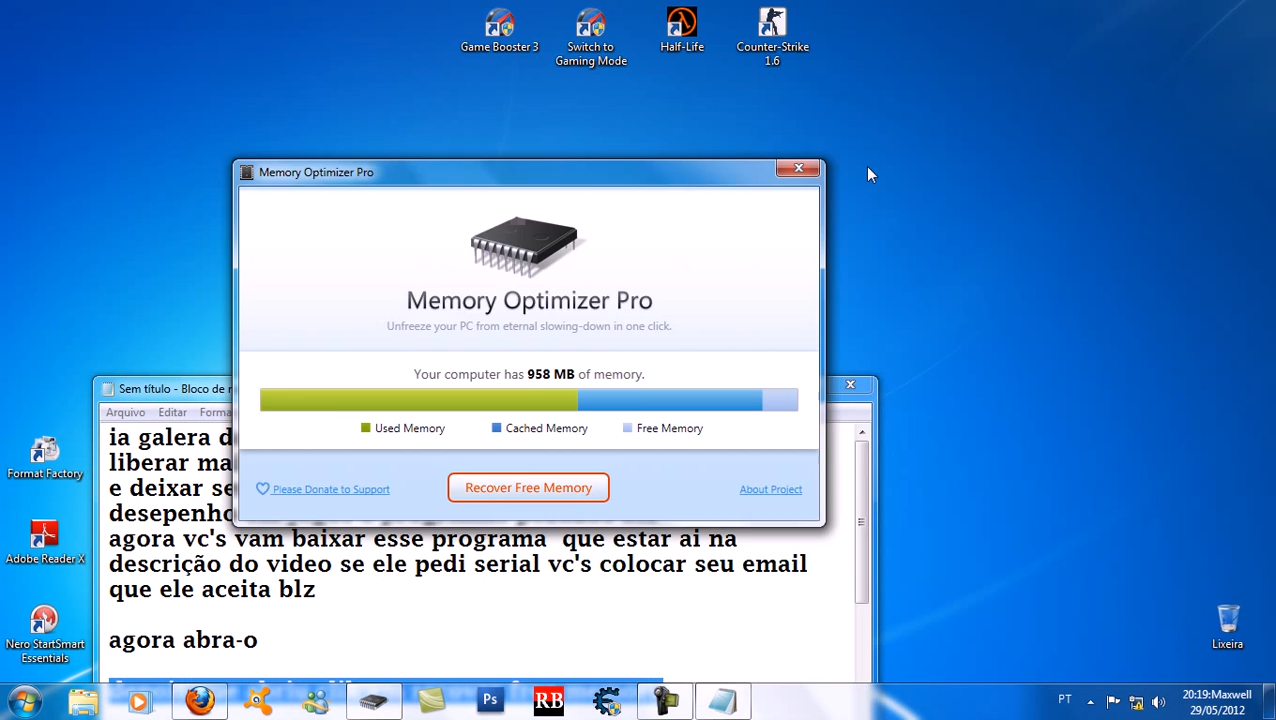 Game Booster 3
Switch to
Gaming Mode
Half-Life
Counter-Strike
1.6
Memory Optimizer Pro
Memory Optimizer Pro
Unfreeze your PC from eternal slowing-down in one click.
Your computer has 958 MB of memory.
Used Memory
Cached Memory
Free Memory
Please Donate to Support
Recover Free Memory
About Project
Sem título - Bloco de
Arquivo
Editar
Forma
ia galera d
liberar ma
e deixar se
desepenho
agora vc's vam baixar esse programa que estar ai na
descrição do video se ele pedi serial vc's colocar seu email
que ele aceita blz
agora abra-o
Format Factory
Adobe Reader X
Nero StartSmart
Essentials
Lixeira
Ps
RB
PT
20:19:Maxwell
29/05/2012